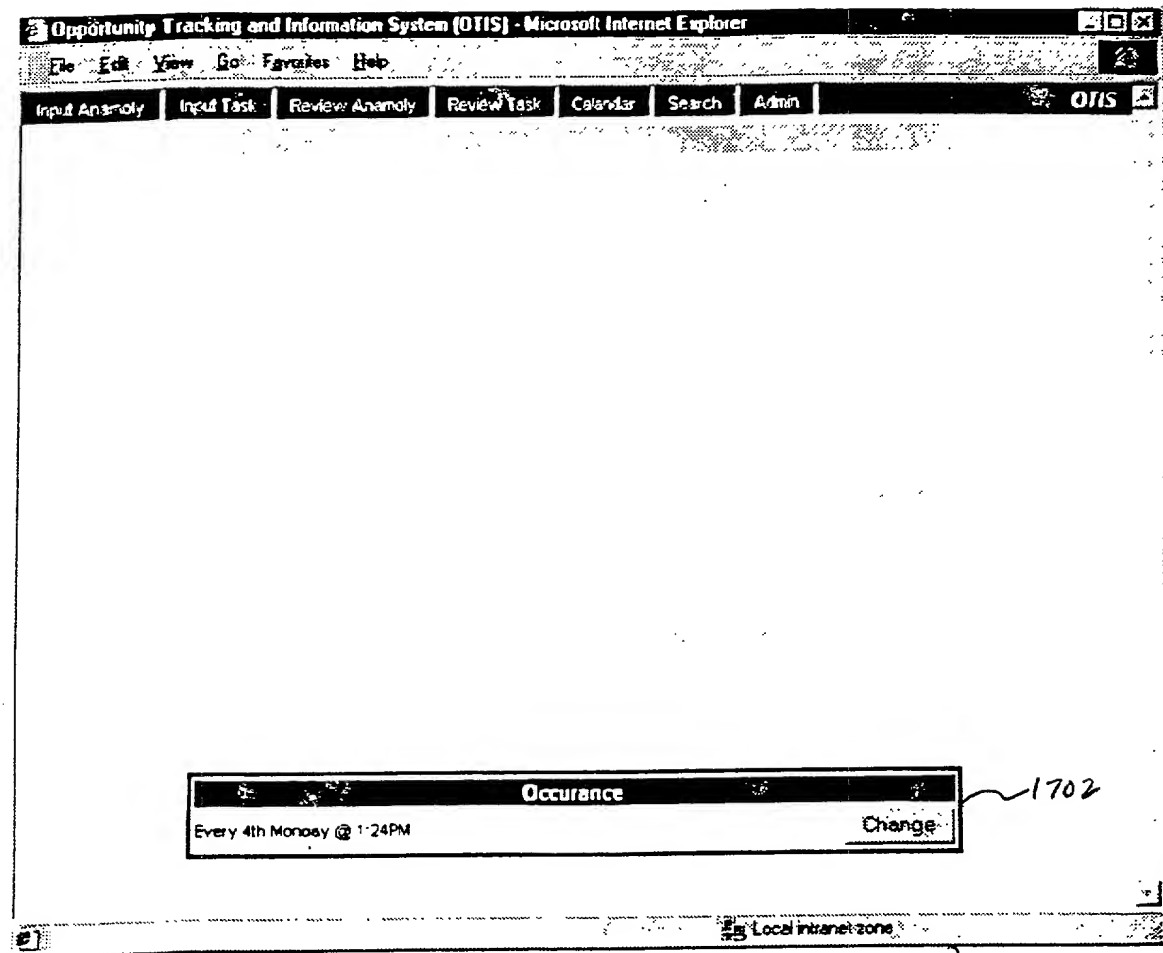 Opportunity Tracking and Information System (OTIS) - Microsoft Internet Explorer
File Edit View Go Favorites Help
Input Anamoly Input Task Review Anamoly Review Task Calandar Search Admin OTIS
Occurance
1702
Every 4th Monday @ 1:24PM Change
Local intranet zone